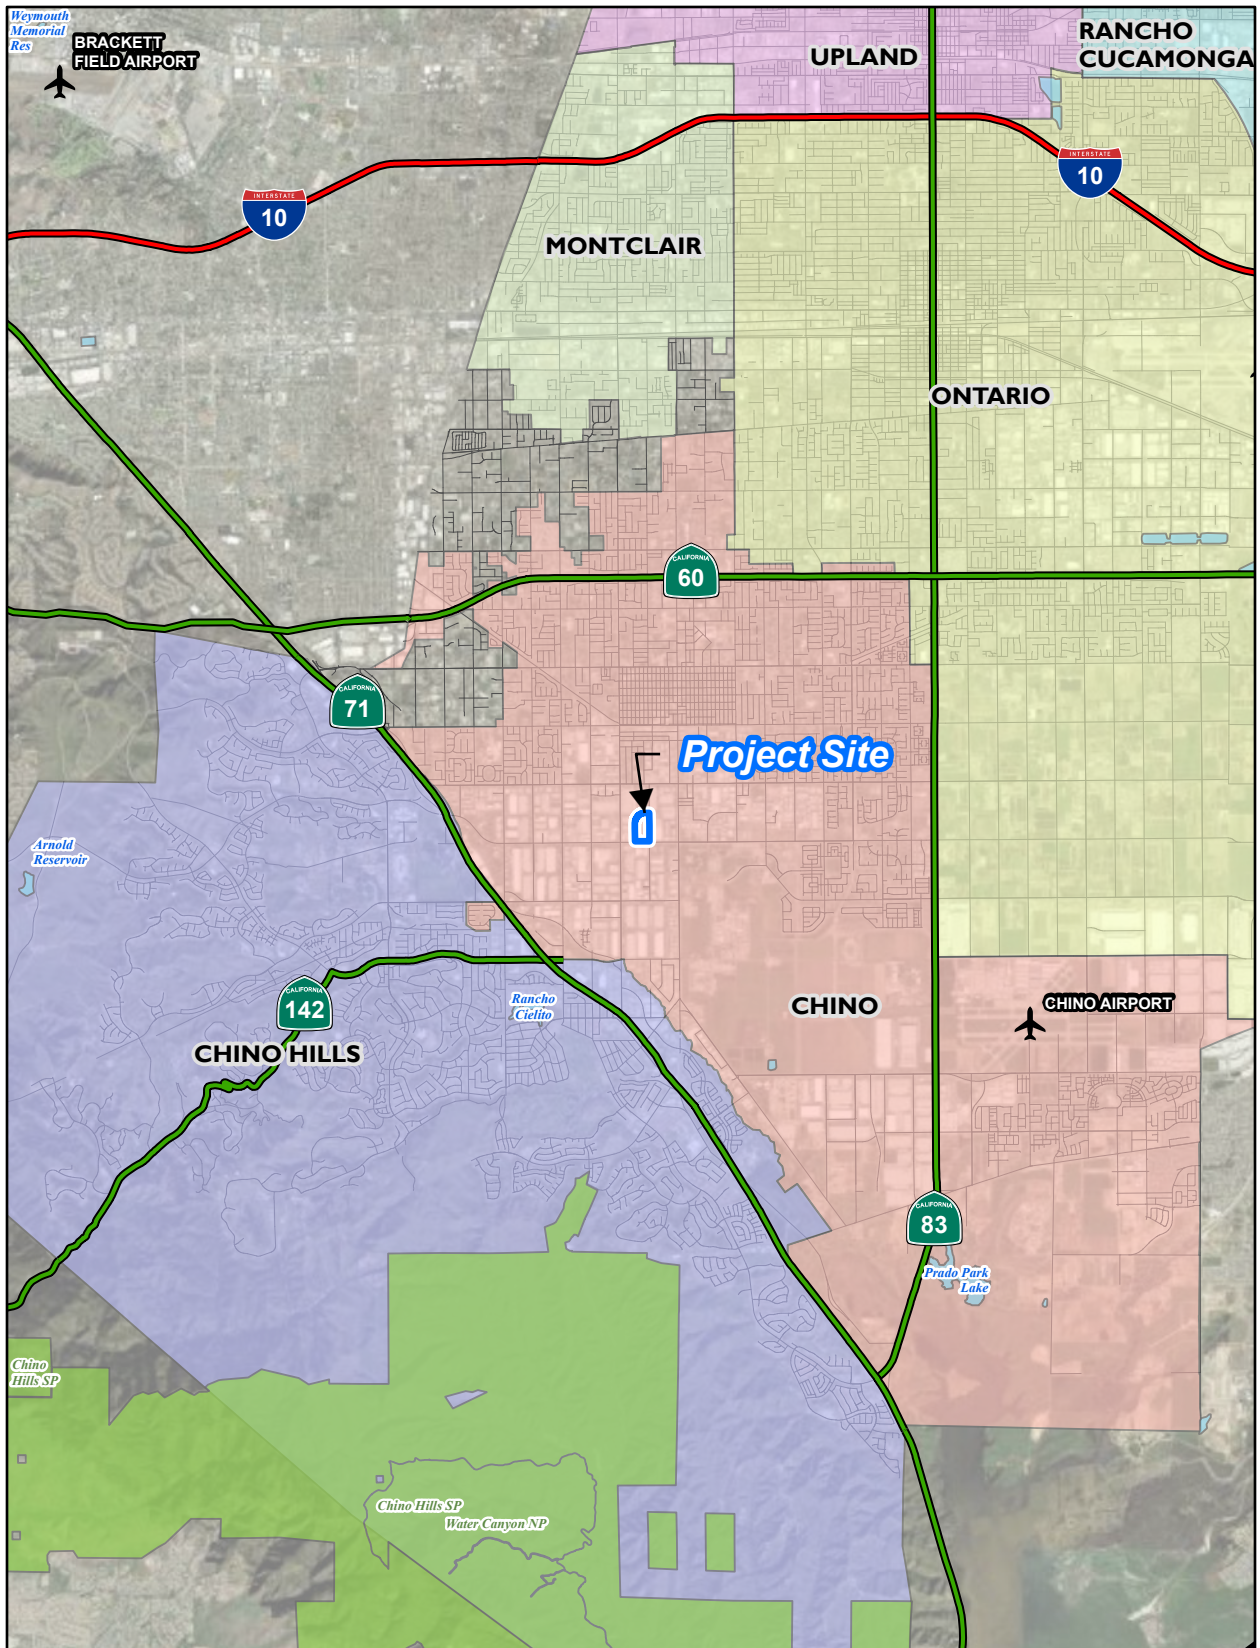 Weymouth
Memorial
Res
BRACKETT
FIELD AIRPORT
UPLAND
RANCHO
CUCAMONGA
INTERSTATE
10
INTERSTATE
10
MONTCLAIR
ONTARIO
CALIFORNIA
60
CALIFORNIA
71
Project Site
Arnold
Reservoir
CALIFORNIA
142
Rancho
Cielito
CHINO
CHINO AIRPORT
CHINO HILLS
CALIFORNIA
83
Prado Park
Lake
Chino
Hills SP
Chino Hills SP
Water Canyon NP